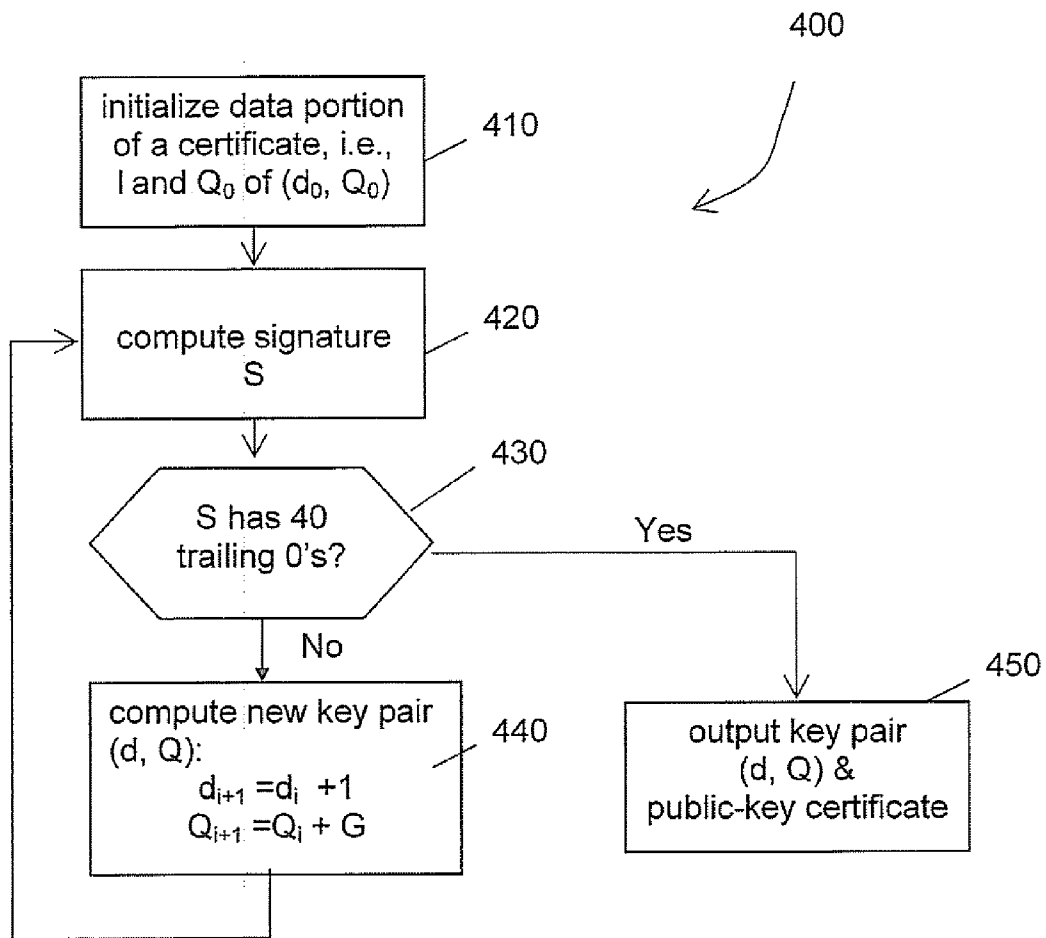 400
initialize data portion
of a certificate, i.e.,
I and Q₀ of (d₀, Q₀)
410
compute signature
S
420
S has 40
trailing 0's?
430
Yes
No
compute new key pair
(d, Q):
dᵢ₊₁ =dᵢ +1
Qᵢ₊₁ =Qᵢ + G
440
450
output key pair
(d, Q) &
public-key certificate